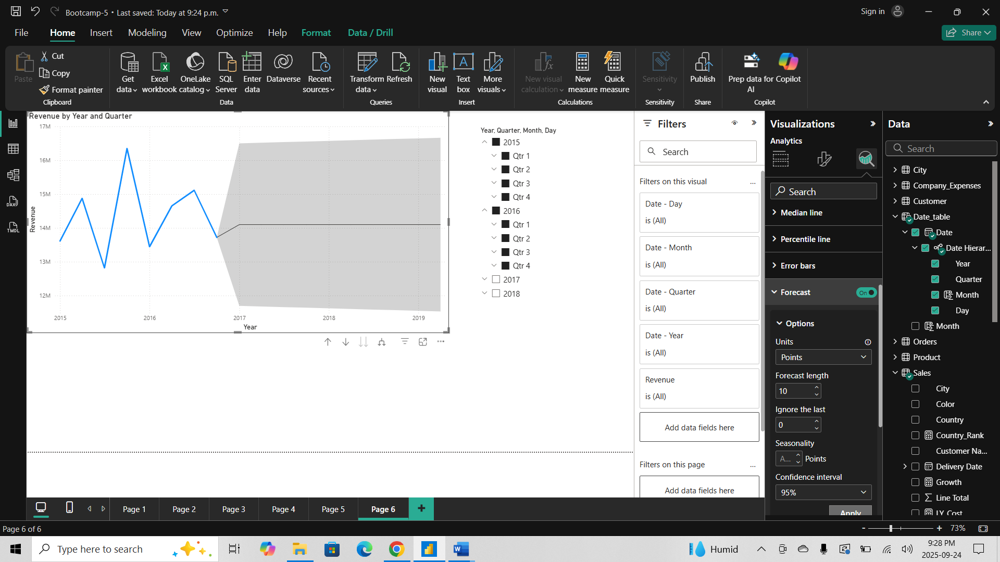 Bootcamp-5 • Last saved: Today at 9:24 p.m.
Sign in
File
Home
Insert
Modeling
View
Optimize
Help
Format
Data / Drill
Share
Paste
Cut
Copy
Format painter
Clipboard
Get data
Excel workbook
OneLake catalog
SQL Server
Enter data
Dataverse
Recent sources
Data
Transform data
Refresh
Queries
New visual
Text box
More visuals
Insert
New visual calculation
New measure
Quick measure
Calculations
Sensitivity
Sensitivity
Publish
Share
Prep data for AI
Copilot
Copilot
DAX
TMDL
Revenue by Year and Quarter
17M
16M
15M
14M
13M
12M
Revenue
2015
2016
2017
2018
2019
Year
Year, Quarter, Month, Day
2015
Qtr 1
Qtr 2
Qtr 3
Qtr 4
2016
Qtr 1
Qtr 2
Qtr 3
Qtr 4
2017
2018
Filters
Search
Filters on this visual
...
Date - Day
is (All)
Date - Month
is (All)
Date - Quarter
is (All)
Date - Year
is (All)
Revenue
is (All)
Add data fields here
Filters on this page
...
Add data fields here
Visualizations
Analytics
Search
Median line
Percentile line
Error bars
Forecast
On
Options
Units
Points
Forecast length
10
Ignore the last
0
Seasonality
A... Points
Confidence interval
95%
Apply
Data
Search
City
Company_Expenses
Customer
Date_table
Date
Date Hierar...
Year
Quarter
Month
Day
Month
Orders
Product
Sales
City
Color
Country
Country_Rank
Customer Na...
Delivery Date
Growth
Line Total
LY_Cost
Page 1
Page 2
Page 3
Page 4
Page 5
Page 6
+
Page 6 of 6
- + 73%
Type here to search
Humid
9:28 PM
2025-09-24